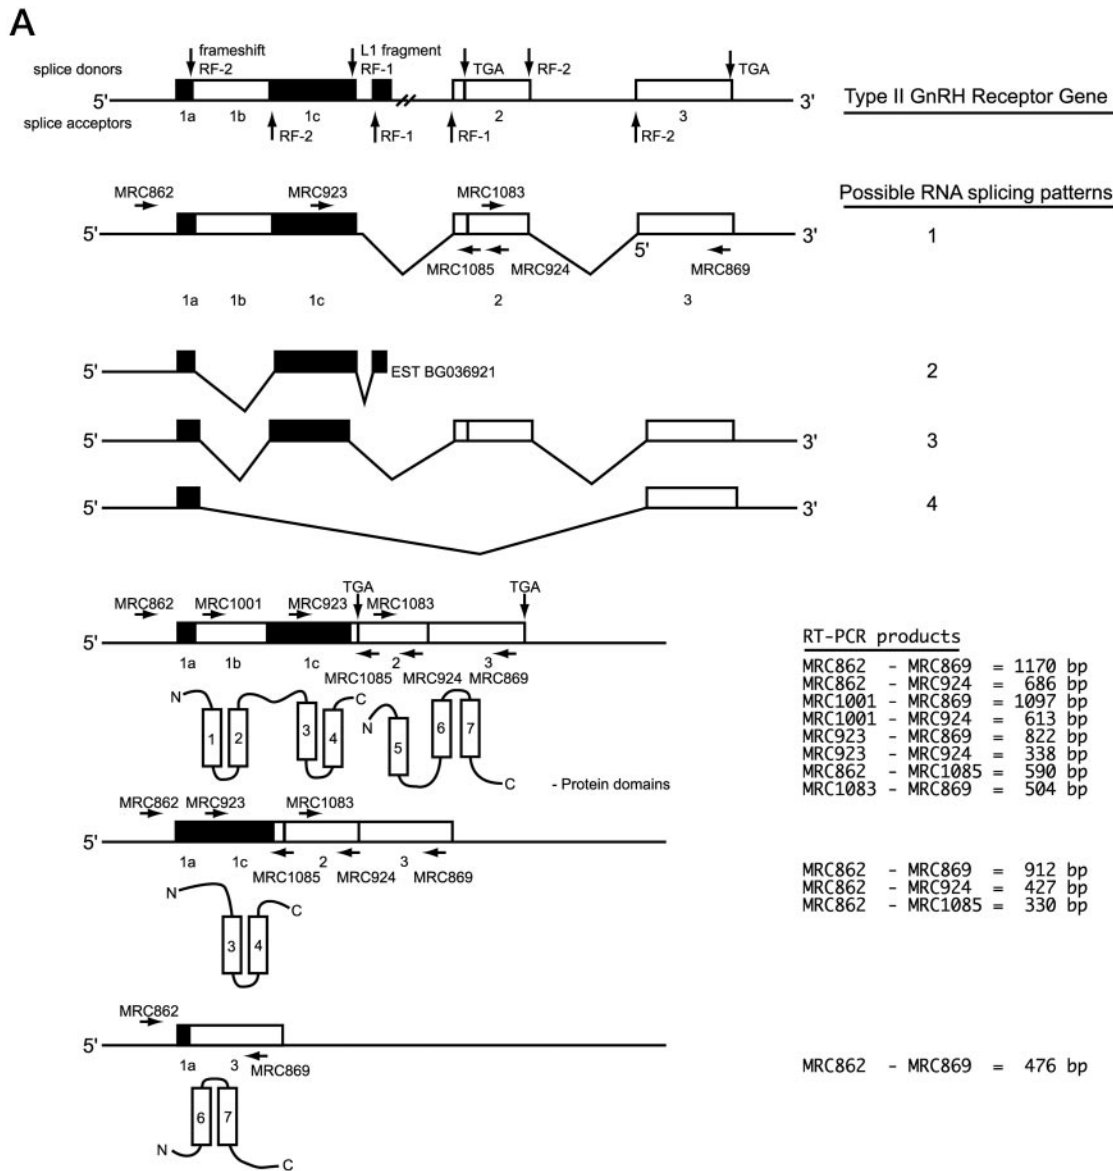 A
frameshift
L1 fragment
splice donors
RF-2
RF-1
TGA
RF-2
TGA
5'
3'
Type II GnRH Receptor Gene
splice acceptors
1a
1b
1c
2
3
RF-2
RF-1
RF-1
RF-2
Possible RNA splicing patterns
MRC862
MRC923
MRC1083
5'
5'
3'
1
MRC1085
MRC924
MRC869
1a
1b
1c
2
3
5'
EST BG036921
2
5'
3'
3
5'
3'
4
TGA
TGA
MRC862
MRC1001
MRC923
MRC1083
5'
1a
1b
1c
2
3
MRC1085
MRC924
MRC869
N
1
2
3
4
C
N
5
6
7
C
- Protein domains
RT-PCR products
MRC862 - MRC869 = 1170 bp
MRC862 - MRC924 = 686 bp
MRC1001 - MRC869 = 1097 bp
MRC1001 - MRC924 = 613 bp
MRC923 - MRC869 = 822 bp
MRC923 - MRC924 = 338 bp
MRC862 - MRC1085 = 590 bp
MRC1083 - MRC869 = 504 bp
MRC862
MRC923
MRC1083
5'
1a
1c
2
3
MRC1085
MRC924
MRC869
N
3
4
C
MRC862 - MRC869 = 912 bp
MRC862 - MRC924 = 427 bp
MRC862 - MRC1085 = 330 bp
MRC862
5'
1a
3
MRC869
6
7
N
C
MRC862 - MRC869 = 476 bp